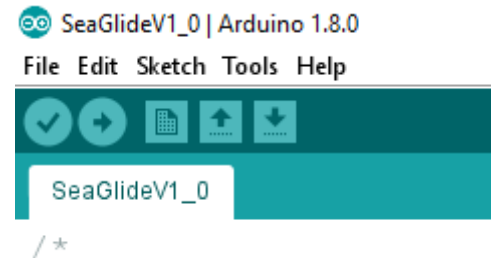 SeaGlideV1_0 | Arduino 1.8.0
File Edit Sketch Tools Help
SeaGlideV1_0
/*